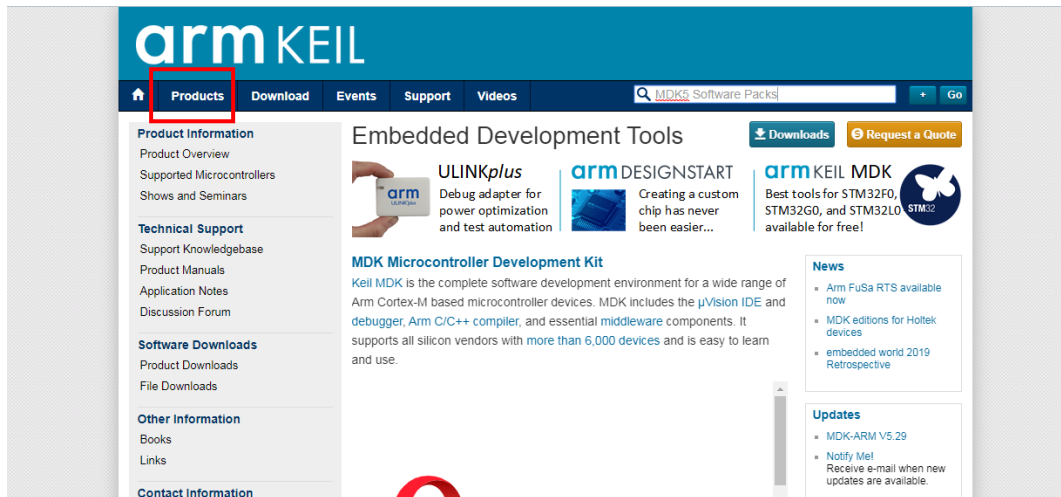 arm KEIL
Products Download Events Support Videos MDK5 Software Packs + Go
Product Information
Product Overview
Supported Microcontrollers
Shows and Seminars
Technical Support
Support Knowledgebase
Product Manuals
Application Notes
Discussion Forum
Software Downloads
Product Downloads
File Downloads
Other Information
Books
Links
Contact Information
Embedded Development Tools
Downloads
Request a Quote
arm
ULINKplus
ULINKplus
Debug adapter for
power optimization
and test automation
arm DESIGNSTART
Creating a custom
chip has never
been easier...
arm KEIL MDK
Best tools for STM32F0,
STM32G0, and STM32L0
available for free!
STM32
MDK Microcontroller Development Kit
Keil MDK is the complete software development environment for a wide range of
Arm Cortex-M based microcontroller devices. MDK includes the µVision IDE and
debugger, Arm C/C++ compiler, and essential middleware components. It
supports all silicon vendors with more than 6,000 devices and is easy to learn
and use.
News
Arm FuSa RTS available
now
MDK editions for Holtek
devices
embedded world 2019
Retrospective
Updates
MDK-ARM V5.29
Notify Me!
Receive e-mail when new
updates are available.